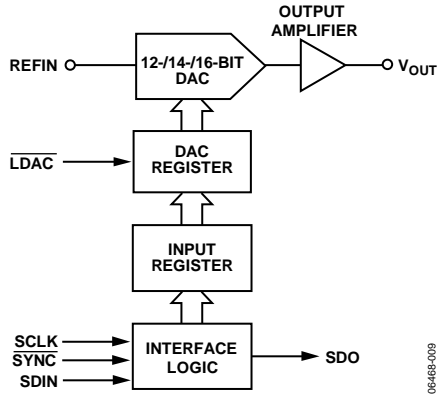 OUTPUT
AMPLIFIER
REFIN
12-/14-/16-BIT
DAC
VOUT
LDAC
DAC
REGISTER
INPUT
REGISTER
SCLK
SYNC
SDIN
INTERFACE
LOGIC
SDO
06468-009